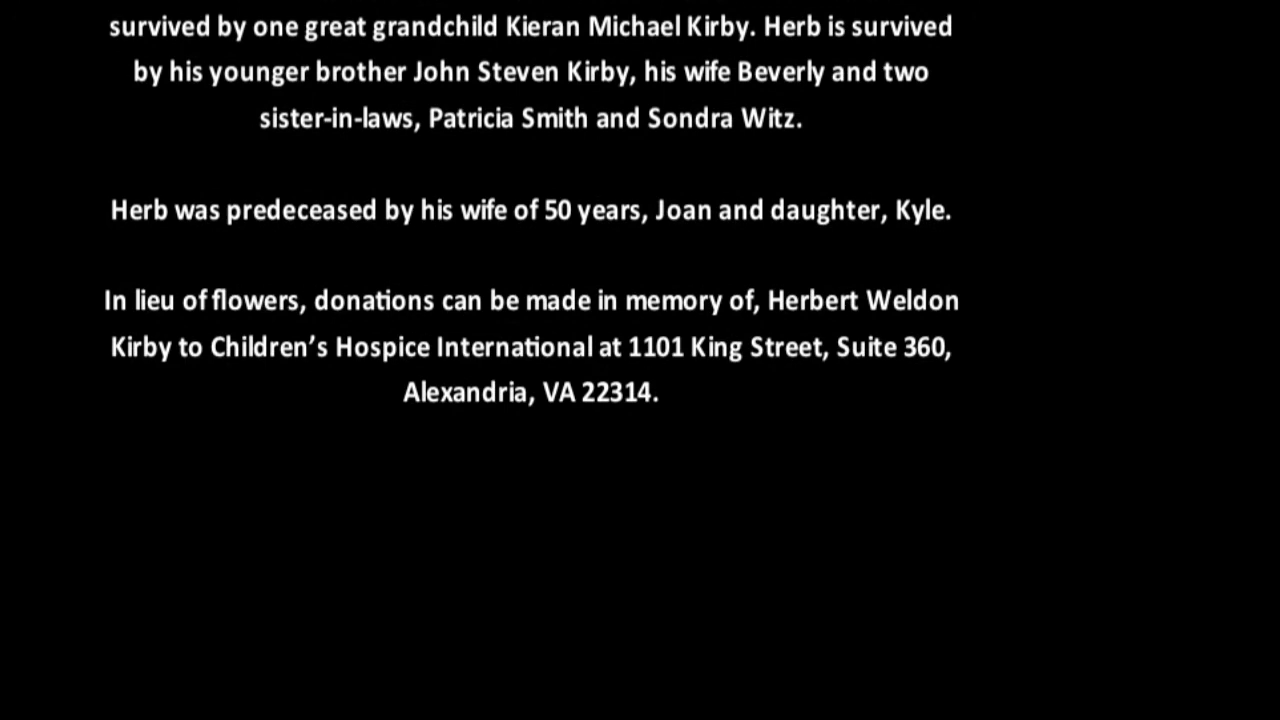 survived by one great grandchild Kieran Michael Kirby. Herb is survived
by his younger brother John Steven Kirby, his wife Beverly and two
sister-in-laws, Patricia Smith and Sondra Witz.
Herb was predeceased by his wife of 50 years, Joan and daughter, Kyle.
In lieu of flowers, donations can be made in memory of, Herbert Weldon
Kirby to Children’s Hospice International at 1101 King Street, Suite 360,
Alexandria, VA 22314.